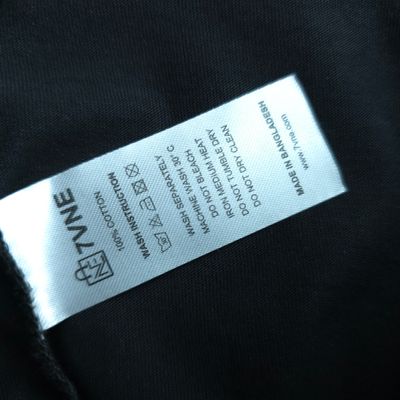 7VNE
100% COTTON
WASH INSTRUCTION
WASH SEPARATELY
MACHINE WASH 30°C
DO NOT BLEACH
IRON MEDIUM HEAT
DO NOT TUMBLE DRY
DO NOT DRY CLEAN
MADE IN BANGLADESH
www.7vne.com